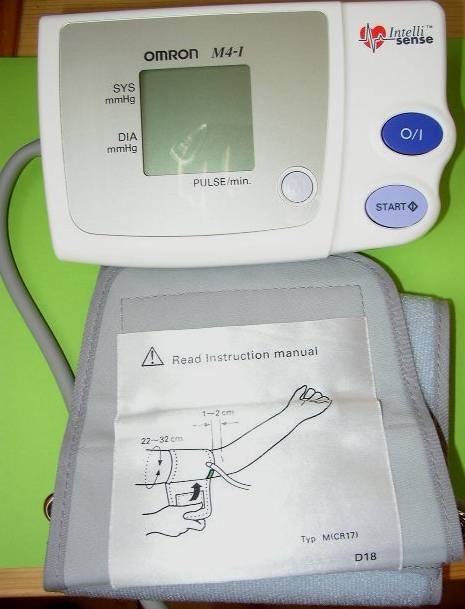 Intelli™
sense
OMRON M4-I
SYS
mmHg
DIA
mmHg
PULSE/min.
O/I
START
Read Instruction manual
1~2 cm
22~32 cm
Typ M(CR17)
D18